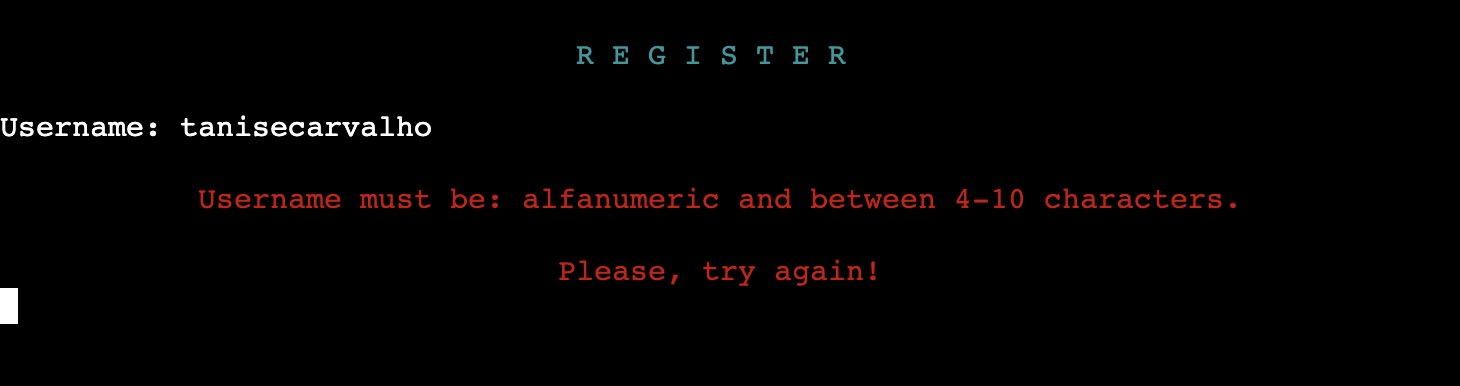 R E G I S T E R
Username: tanisecarvalho
Username must be: alfanumeric and between 4-10 characters.
Please, try again!